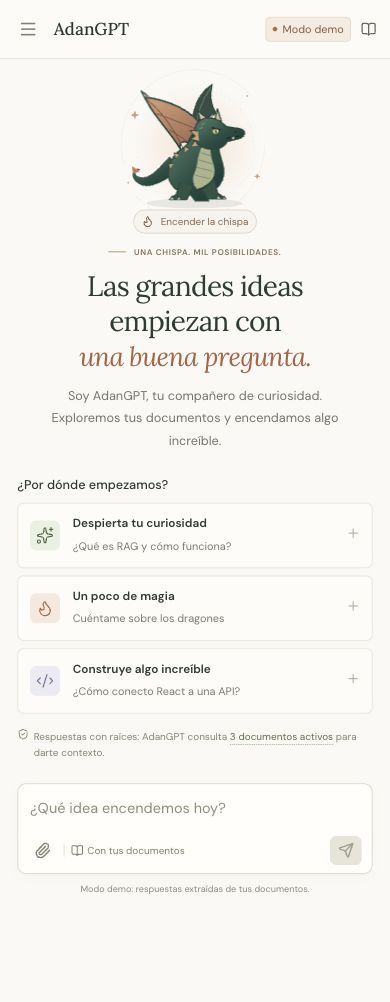 AdanGPT
Modo demo
Encender la chispa
UNA CHISPA. MIL POSIBILIDADES.
Las grandes ideas
empiezan con
una buena pregunta.
Soy AdanGPT, tu compañero de curiosidad.
Exploremos tus documentos y encendamos algo
increíble.
¿Por dónde empezamos?
Despierta tu curiosidad
¿Qué es RAG y cómo funciona?
Un poco de magia
Cuéntame sobre los dragones
Construye algo increíble
¿Cómo conecto React a una API?
Respuestas con raíces: AdanGPT consulta 3 documentos activos para
darte contexto.
¿Qué idea encendemos hoy?
Con tus documentos
Modo demo: respuestas extraídas de tus documentos.